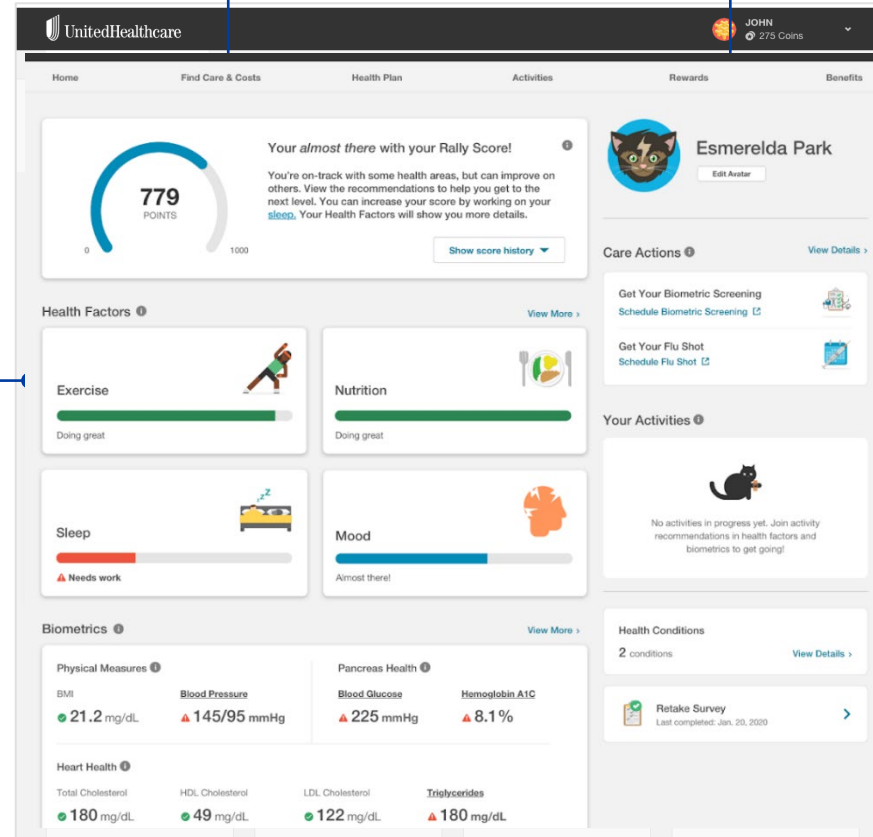 UnitedHealthcare
JOHN
275 Coins
Home Find Care & Costs Health Plan Activities Rewards Benefits
779
POINTS
0 1000
Your almost there with your Rally Score!
You're on-track with some health areas, but can improve on
others. View the recommendations to help you get to the
next level. You can increase your score by working on your
sleep. Your Health Factors will show you more details.
Show score history
Esmerelda Park
Edit Avatar
Care Actions View Details >
Get Your Biometric Screening
Schedule Biometric Screening
Get Your Flu Shot
Schedule Flu Shot
Health Factors View More >
Exercise
Doing great
Nutrition
Doing great
zzZ
Sleep
Needs work
Mood
Almost there!
Your Activities
No activities in progress yet. Join activity
recommendations in health factors and
biometrics to get going!
Biometrics View More >
Physical Measures
BMI Blood Pressure
21.2 mg/dL 145/95 mmHg
Pancreas Health
Blood Glucose Hemoglobin A1C
225 mmHg 8.1%
Heart Health
Total Cholesterol HDL Cholesterol LDL Cholesterol Triglycerides
180 mg/dL 49 mg/dL 122 mg/dL 180 mg/dL
Health Conditions
2 conditions View Details >
Retake Survey
Last completed: Jan. 20, 2020